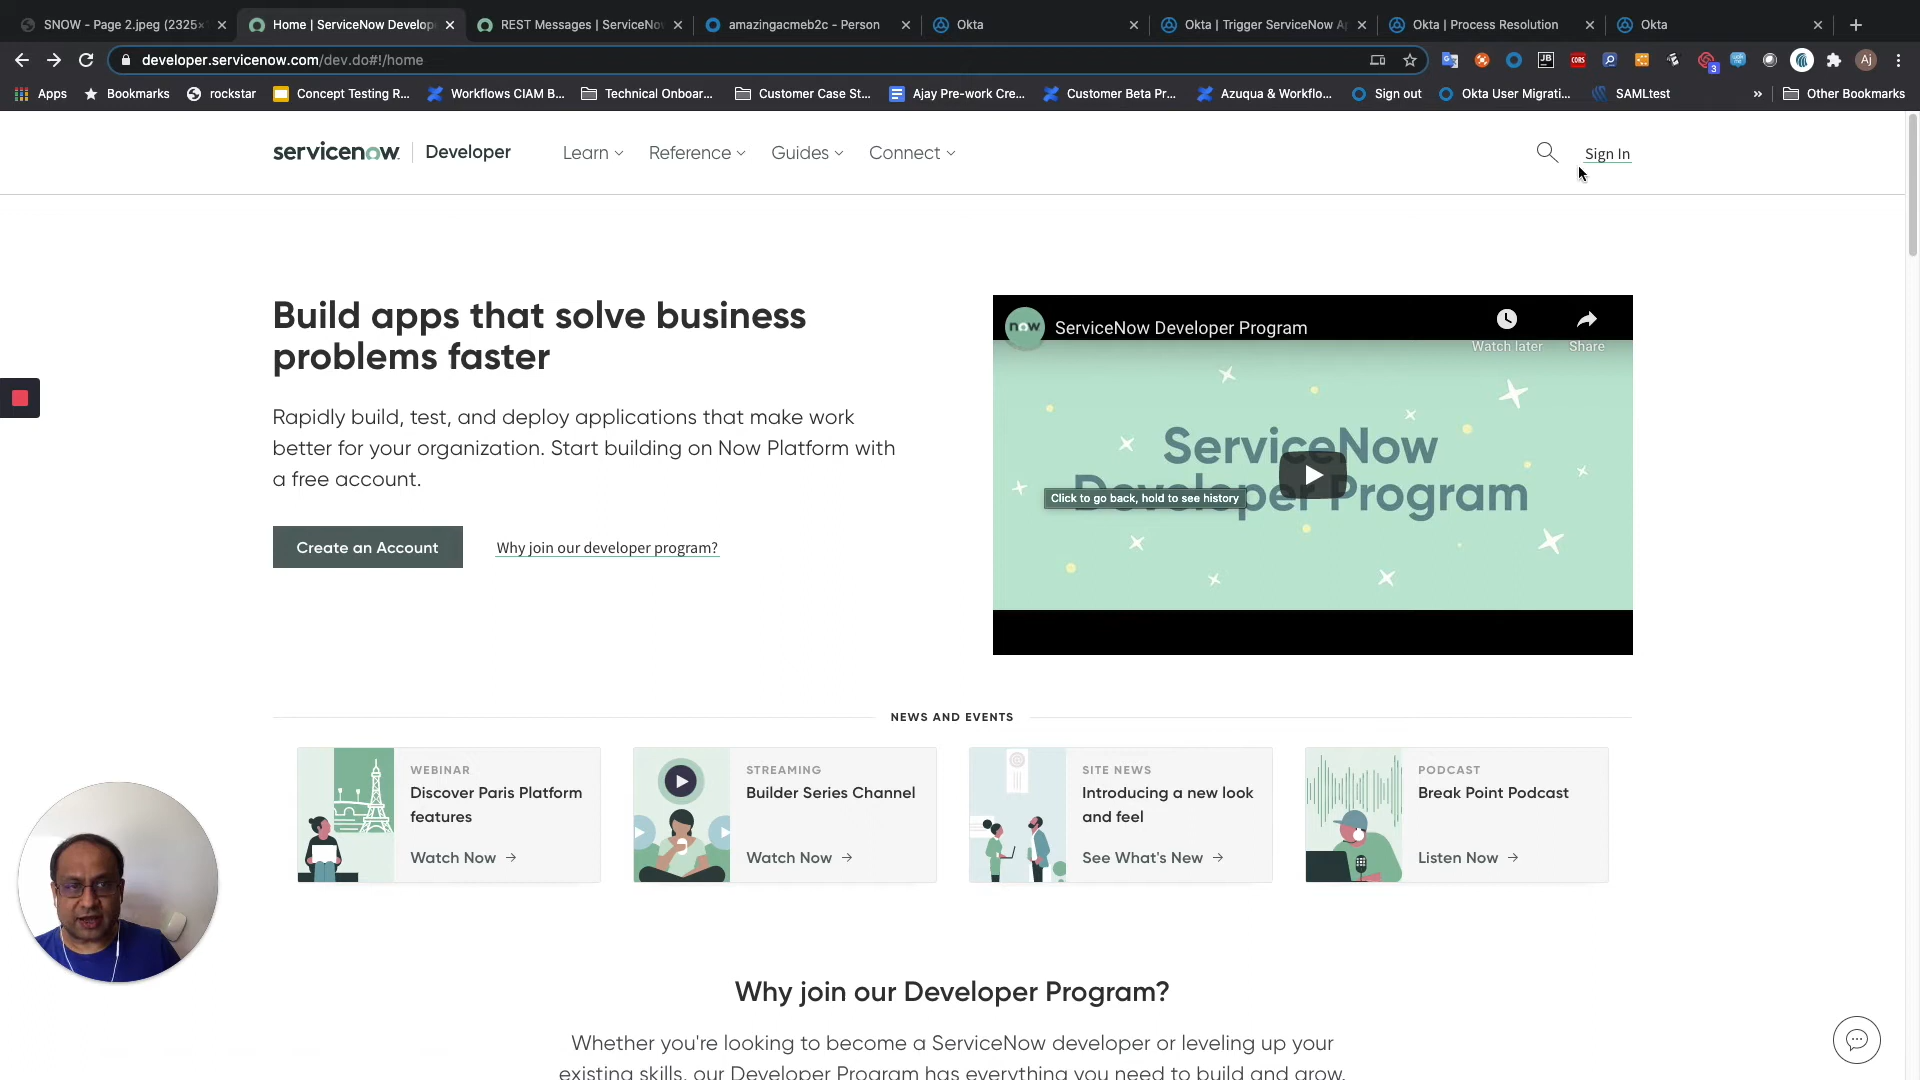 SNOW - Page 2.jpeg (2325×
Home | ServiceNow Develop
REST Messages | ServiceNo
amazingacmeb2c - Person
Okta
Okta | Trigger ServiceNow A
Okta | Process Resolution
Okta
developer.servicenow.com/dev.do#!/home
JB
CORS
3
Aj
Apps
Bookmarks
rockstar
Concept Testing R...
Workflows CIAM B...
Technical Onboar...
Customer Case St...
Ajay Pre-work Cre...
Customer Beta Pr...
Azuqua & Workflo...
Sign out
Okta User Migrati...
SAMLtest
»
Other Bookmarks
servicenow Developer
Learn
Reference
Guides
Connect
Sign In
Build apps that solve business
problems faster
Rapidly build, test, and deploy applications that make work
better for your organization. Start building on Now Platform with
a free account.
Create an Account
Why join our developer program?
now
ServiceNow Developer Program
Watch later
Share
ServiceNow
Developer Program
Click to go back, hold to see history
NEWS AND EVENTS
WEBINAR
Discover Paris Platform
features
Watch Now →
STREAMING
Builder Series Channel
Watch Now →
SITE NEWS
Introducing a new look
and feel
See What's New →
PODCAST
Break Point Podcast
Listen Now →
Why join our Developer Program?
Whether you're looking to become a ServiceNow developer or leveling up your
existing skills, our Developer Program has everything you need to build and grow.